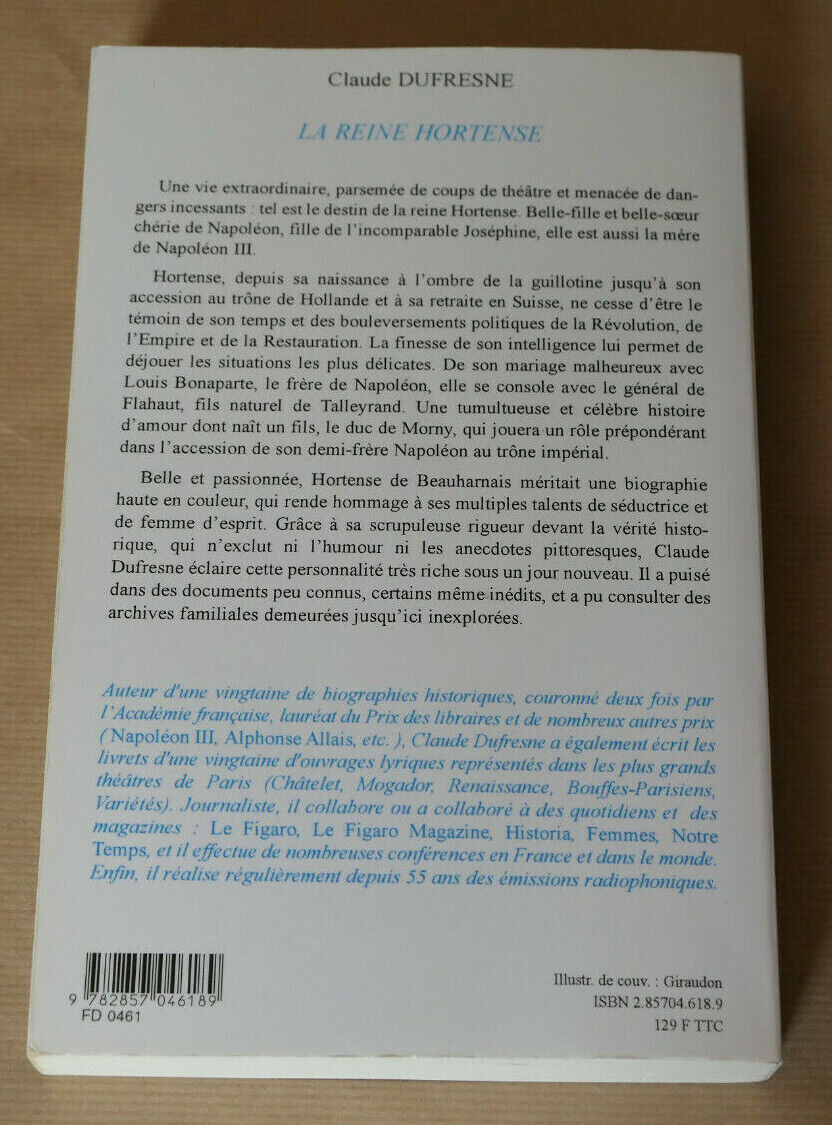 Claude DUFRESNE
LA REINE HORTENSE
Une vie extraordinaire, parsemée de coups de théâtre et menacée de dan-
gers incessants : tel est le destin de la reine Hortense. Belle-fille et belle-sœur
chérie de Napoléon, fille de l'incomparable Joséphine, elle est aussi la mère
de Napoléon III.
Hortense, depuis sa naissance à l'ombre de la guillotine jusqu'à son
accession au trône de Hollande et à sa retraite en Suisse, ne cesse d'être le
témoin de son temps et des bouleversements politiques de la Révolution, de
l'Empire et de la Restauration. La finesse de son intelligence lui permet de
déjouer les situations les plus délicates. De son mariage malheureux avec
Louis Bonaparte, le frère de Napoléon, elle se console avec le général de
Flahaut, fils naturel de Talleyrand. Une tumultueuse et célèbre histoire
d'amour dont naît un fils, le duc de Morny, qui jouera un rôle prépondérant
dans l'accession de son demi-frère Napoléon au trône impérial.
Belle et passionnée, Hortense de Beauharnais méritait une biographie
haute en couleur, qui rende hommage à ses multiples talents de séductrice et
de femme d'esprit. Grâce à sa scrupuleuse rigueur devant la vérité histo-
rique, qui n'exclut ni l'humour ni les anecdotes pittoresques, Claude
Dufresne éclaire cette personnalité très riche sous un jour nouveau. Il a puisé
dans des documents peu connus, certains même inédits, et a pu consulter des
archives familiales demeurées jusqu'ici inexplorées.
Auteur d'une vingtaine de biographies historiques, couronné deux fois par
l'Académie française, lauréat du Prix des libraires et de nombreux autres prix
(Napoléon III, Alphonse Allais, etc.), Claude Dufresne a également écrit les
livrets d'une vingtaine d'ouvrages lyriques représentés dans les plus grands
théâtres de Paris (Châtelet, Mogador, Renaissance, Bouffes-Parisiens,
Variétés). Journaliste, il collabore ou a collaboré à des quotidiens et des
magazines : Le Figaro, Le Figaro Magazine, Historia, Femmes, Notre
Temps, et il effectue de nombreuses conférences en France et dans le monde.
Enfin, il réalise régulièrement depuis 55 ans des émissions radiophoniques.
9 782857 046189
FD 0461
Illustr. de couv. : Giraudon
ISBN 2.85704.618.9
129 F TTC